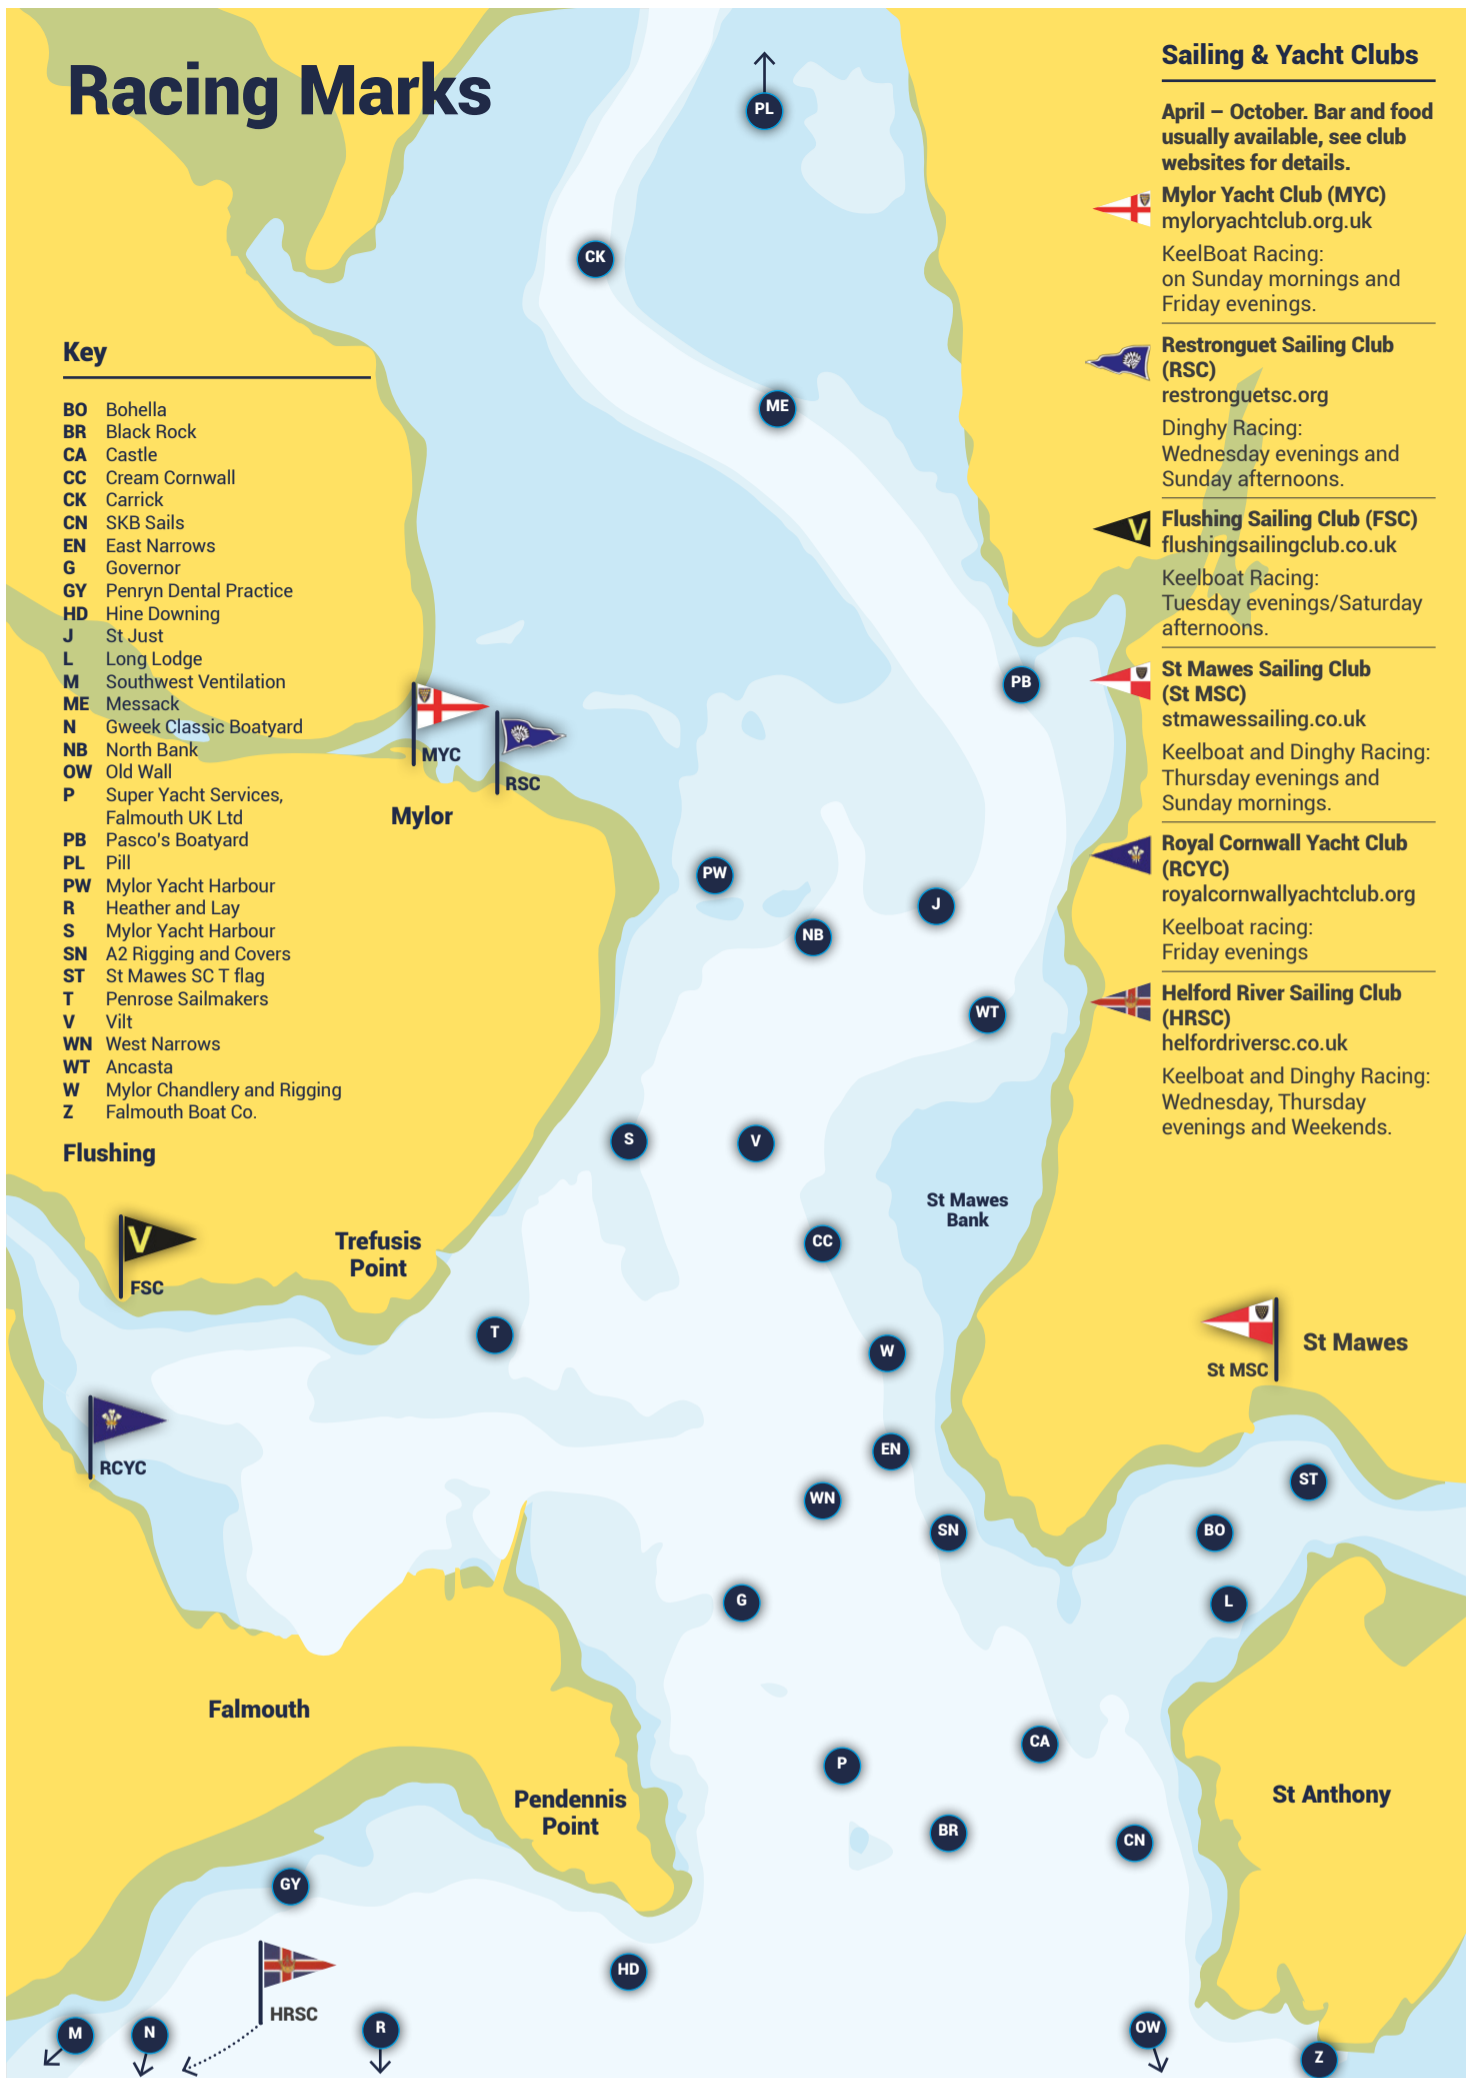 Racing Marks
Key
BO Bohella
BR Black Rock
CA Castle
CC Cream Cornwall
CK Carrick
CN SKB Sails
EN East Narrows
G Governor
GY Penryn Dental Practice
HD Hine Downing
J St Just
L Long Lodge
M Southwest Ventilation
ME Messack
N Gweek Classic Boatyard
NB North Bank
OW Old Wall
P Super Yacht Services,
Falmouth UK Ltd
PB Pasco's Boatyard
PL Pill
PW Mylor Yacht Harbour
R Heather and Lay
S Mylor Yacht Harbour
SN A2 Rigging and Covers
ST St Mawes SC T flag
T Penrose Sailmakers
V Vilt
WN West Narrows
WT Ancasta
W Mylor Chandlery and Rigging
Z Falmouth Boat Co.
Sailing & Yacht Clubs
April – October. Bar and food
usually available, see club
websites for details.
Mylor Yacht Club (MYC)
myloryachtclub.org.uk
KeelBoat Racing:
on Sunday mornings and
Friday evenings.
Restronguet Sailing Club
(RSC)
restronguetsc.org
Dinghy Racing:
Wednesday evenings and
Sunday afternoons.
V
Flushing Sailing Club (FSC)
flushingsailingclub.co.uk
Keelboat Racing:
Tuesday evenings/Saturday
afternoons.
St Mawes Sailing Club
(St MSC)
stmawessailing.co.uk
Keelboat and Dinghy Racing:
Thursday evenings and
Sunday mornings.
Royal Cornwall Yacht Club
(RCYC)
royalcornwallyachtclub.org
Keelboat racing:
Friday evenings
Helford River Sailing Club
(HRSC)
helfordriversc.co.uk
Keelboat and Dinghy Racing:
Wednesday, Thursday
evenings and Weekends.
PL
CK
ME
PB
MYC
RSC
Mylor
PW
J
NB
WT
S
V
Flushing
St Mawes
Bank
CC
V
FSC
Trefusis
Point
T
W
St MSC
St Mawes
RCYC
EN
ST
WN
SN
BO
G
L
Falmouth
CA
P
St Anthony
Pendennis
Point
BR
CN
GY
HD
HRSC
M
N
R
OW
Z